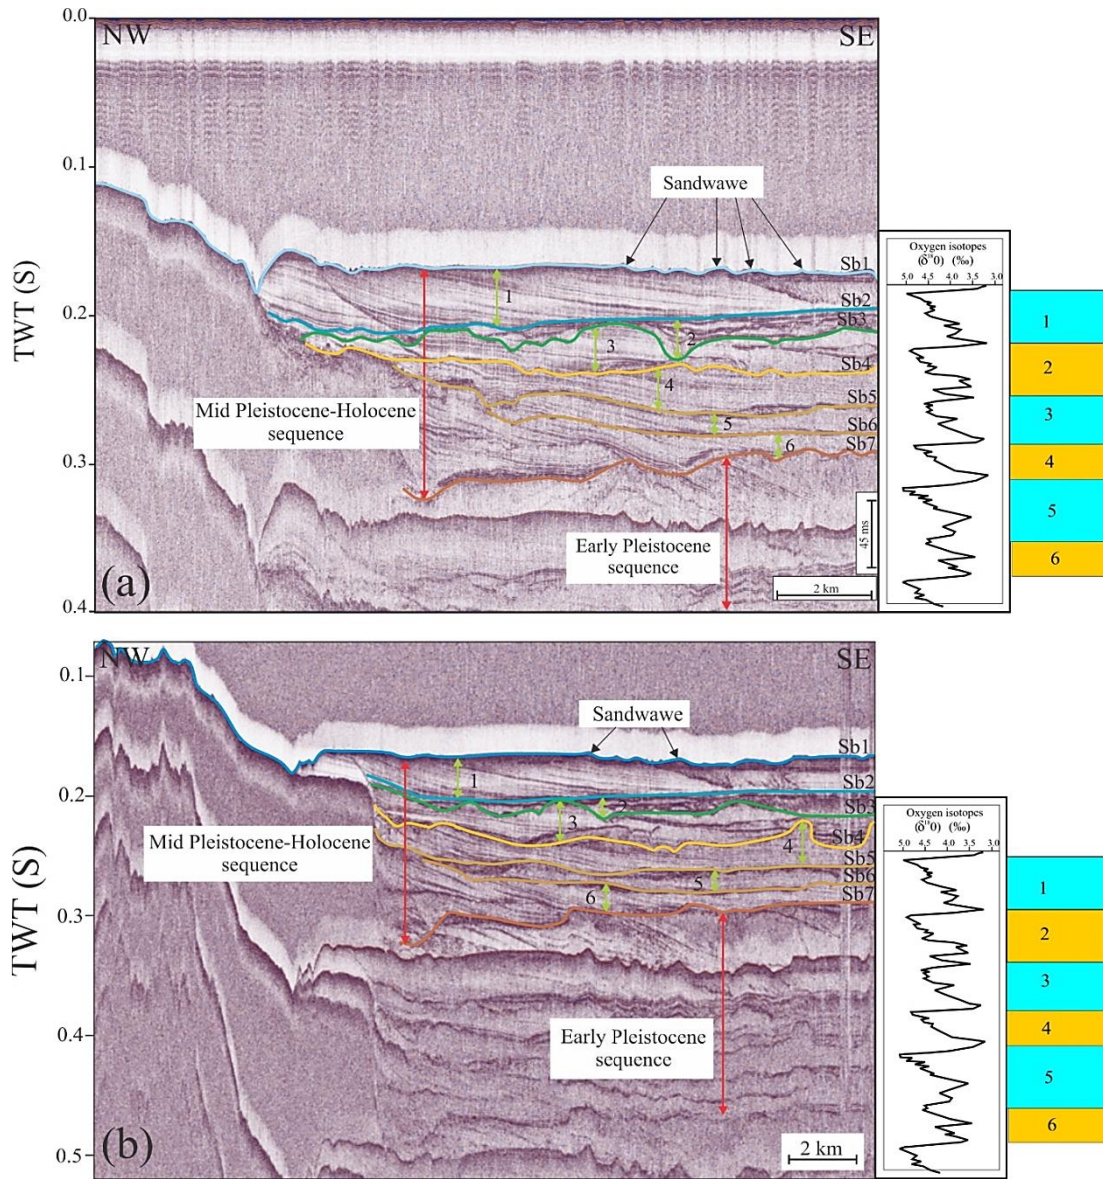 NW
SE
0.0
0.1
0.2
0.3
0.4
TWT (S)
Sandwawe
Sb1
Sb2
Sb3
Sb4
Sb5
Sb6
Sb7
1
2
3
4
5
6
Mid Pleistocene-Holocene
sequence
Early Pleistocene
sequence
45 ms
2 km
(a)
Oxygen isotopes
(δ¹⁸0) (‰)
5.0 4.5 4.0 3.5 3.0
1
2
3
4
5
6
NW
SE
0.1
0.2
0.3
0.4
0.5
TWT (S)
Sandwawe
Sb1
Sb2
Sb3
Sb4
Sb5
Sb6
Sb7
1
2
3
4
5
6
Mid Pleistocene-Holocene
sequence
Early Pleistocene
sequence
2 km
(b)
Oxygen isotopes
(δ¹⁸0) (‰)
5.0 4.5 4.0 3.5 3.0
1
2
3
4
5
6